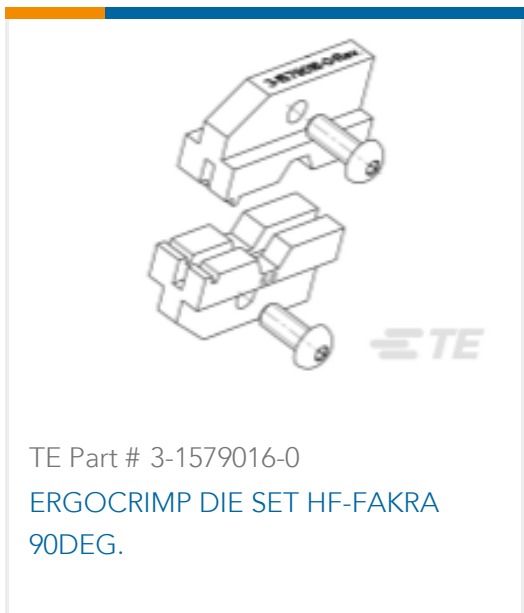 TE
TE Part # 3-1579016-0
ERGOCRIMP DIE SET HF-FAKRA
90DEG.